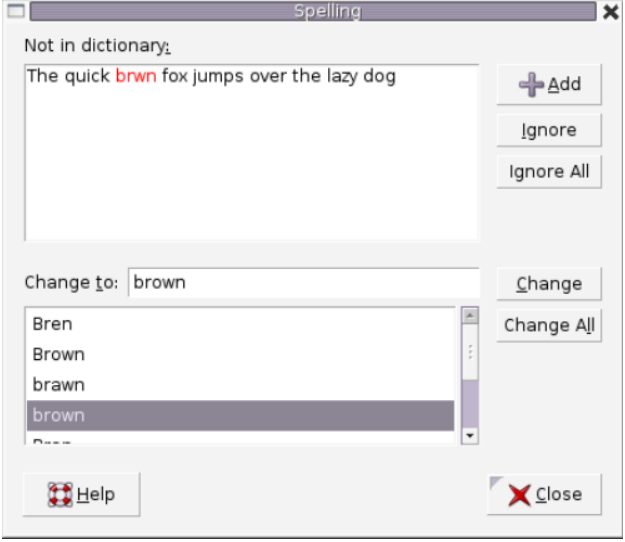 Spelling
Not in dictionary:
The quick brwn fox jumps over the lazy dog
Add
Ignore
Ignore All
Change to: brown
Change
Change All
Bren
Brown
brawn
brown
Help
Close